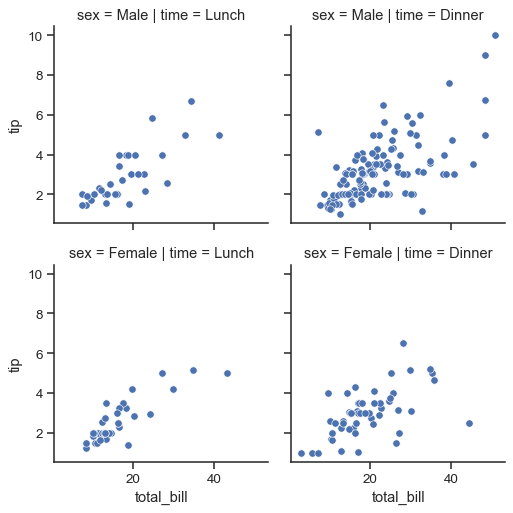 sex = Male | time = Lunch
sex = Male | time = Dinner
10
8
6
4
2
tip
sex = Female | time = Lunch
sex = Female | time = Dinner
10
8
6
4
2
tip
20
40
20
40
total_bill
total_bill